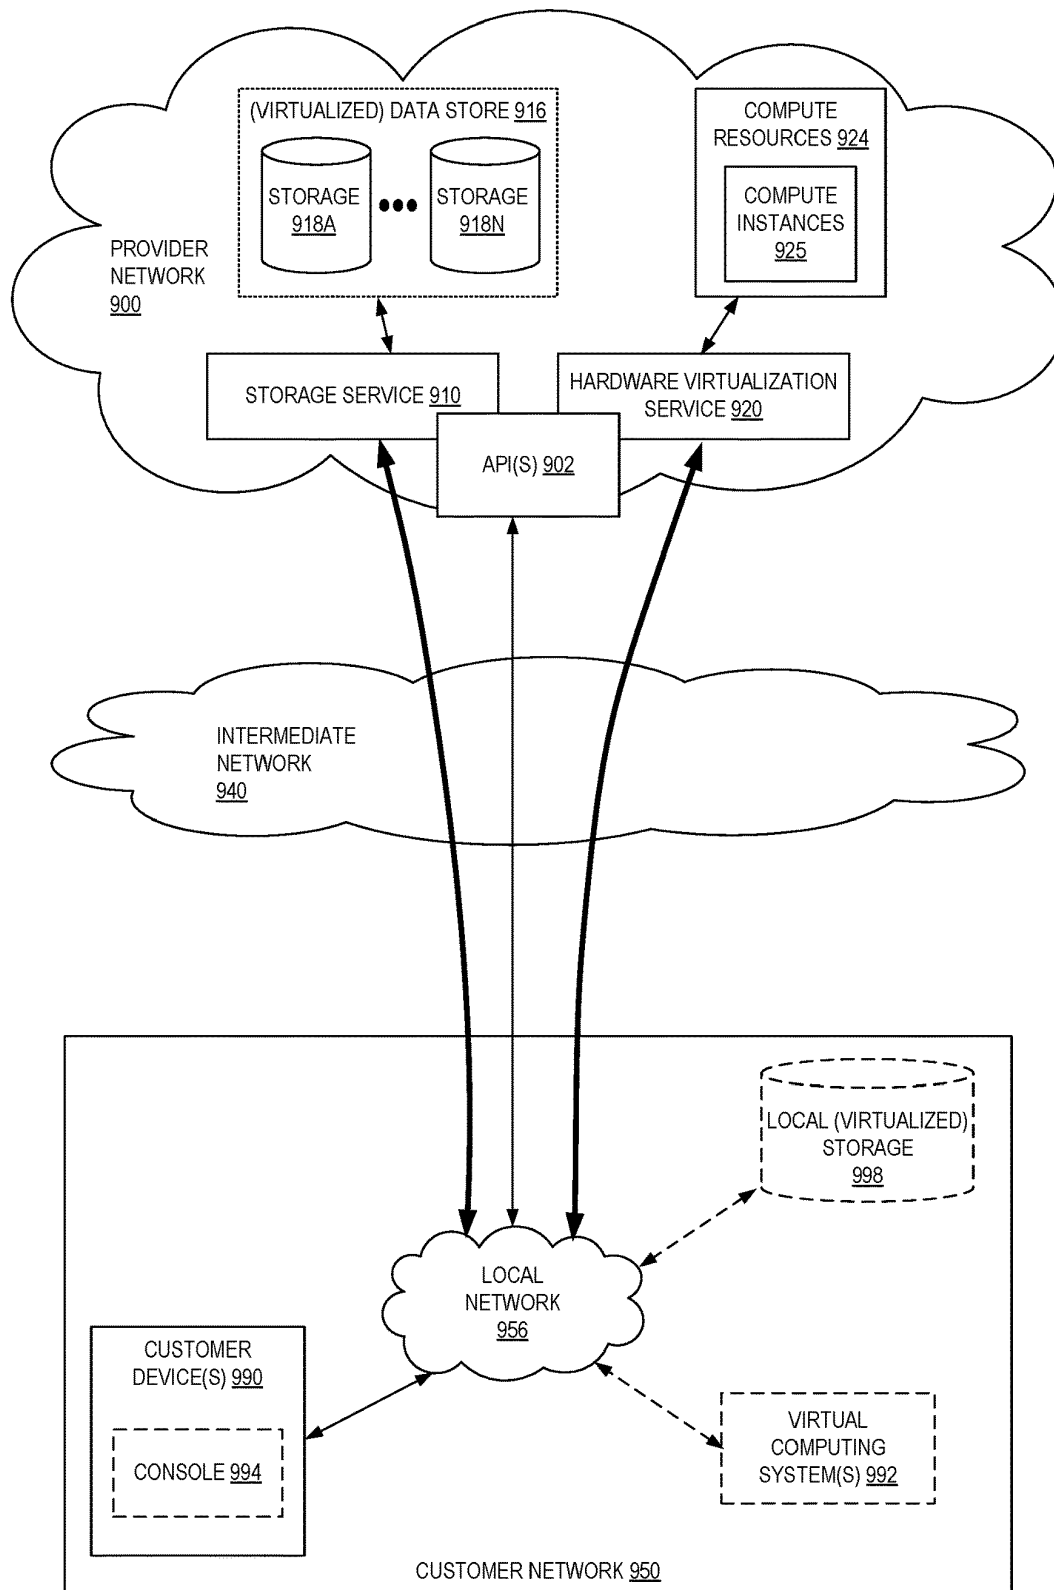 (VIRTUALIZED) DATA STORE 916
STORAGE
918A
STORAGE
918N
COMPUTE
RESOURCES 924
COMPUTE
INSTANCES
925
PROVIDER
NETWORK
900
STORAGE SERVICE 910
HARDWARE VIRTUALIZATION
SERVICE 920
API(S) 902
INTERMEDIATE
NETWORK
940
LOCAL (VIRTUALIZED)
STORAGE
998
LOCAL
NETWORK
956
CUSTOMER
DEVICE(S) 990
CONSOLE 994
VIRTUAL
COMPUTING
SYSTEM(S) 992
CUSTOMER NETWORK 950